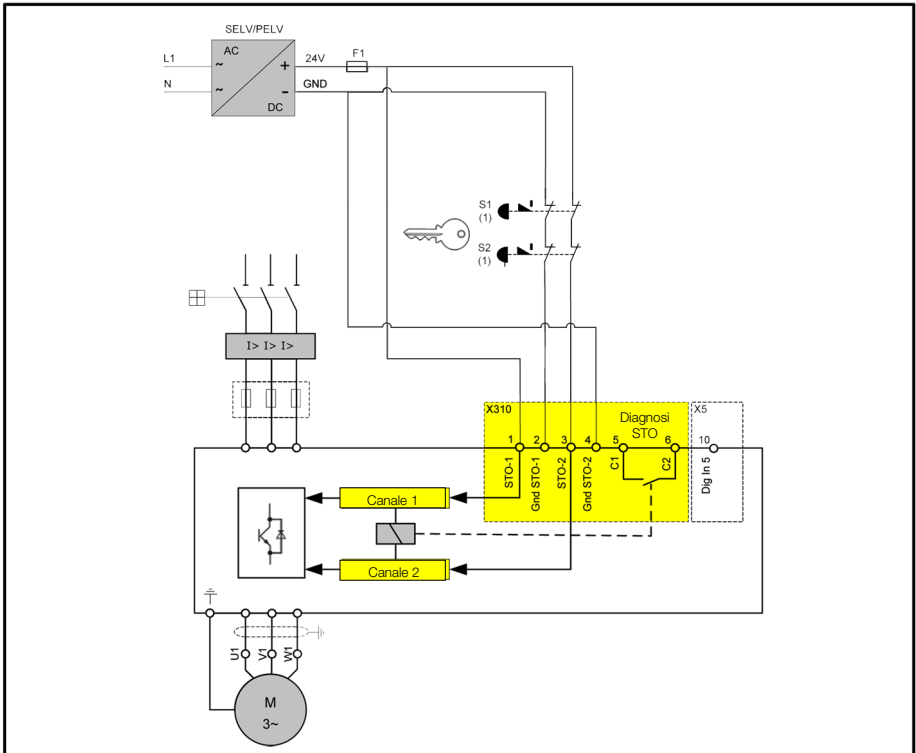 SELV/PELV
L1
AC
~
+
24V
F1
N
~
-
GND
DC
S1
(1)
S2
(1)
I> I> I>
X310
Diagnosi
STO
X5
1 2 3 4 5 6 10
STO-1
Gnd STO-1
STO-2
Gnd STO-2
C1
C2
Dig In 5
Canale 1
Canale 2
U1
V1
W1
M
3~